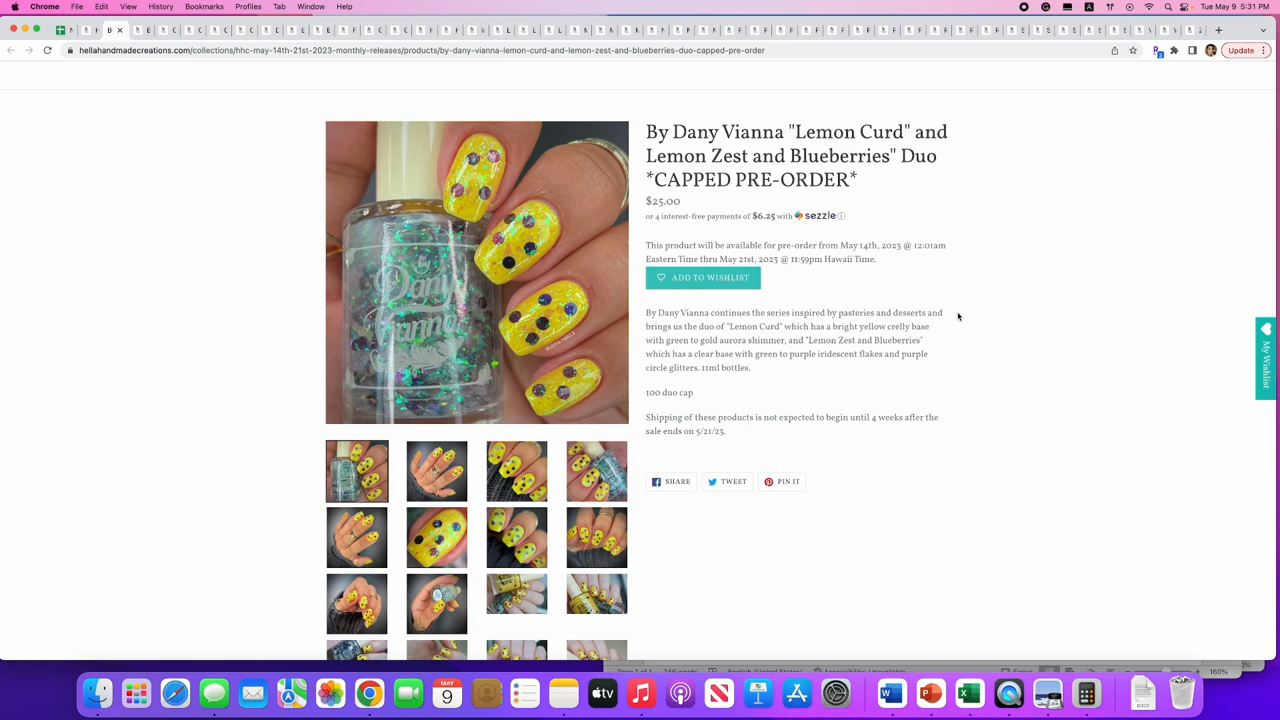 Chrome File Edit View History Bookmarks Profiles Tab Window Help Tue May 9 5:31 PM
hellahandmadecreations.com/collections/hhc-may-14th-21st-2023-monthly-releases/products/by-dany-vianna-lemon-curd-and-lemon-zest-and-blueberries-duo-capped-pre-order
Update
By Dany Vianna "Lemon Curd" and
Lemon Zest and Blueberries" Duo
*CAPPED PRE-ORDER*
$25.00
or 4 interest-free payments of $6.25 with sezzle
This product will be available for pre-order from May 14th, 2023 @ 12:01am
Eastern Time thru May 21st, 2023 @ 11:59pm Hawaii Time.
ADD TO WISHLIST
By Dany Vianna continues the series inspired by pasteries and desserts and
brings us the duo of "Lemon Curd" which has a bright yellow crelly base
with green to gold aurora shimmer, and "Lemon Zest and Blueberries"
which has a clear base with green to purple iridescent flakes and purple
circle glitters. 11ml bottles.
100 duo cap
Shipping of these products is not expected to begin until 4 weeks after the
sale ends on 5/21/23.
SHARE TWEET PIN IT
My Wishlist
by
Dany
Vianna
English (United States)
Focus
160%
MAY
9
tv
W P X
DOCX